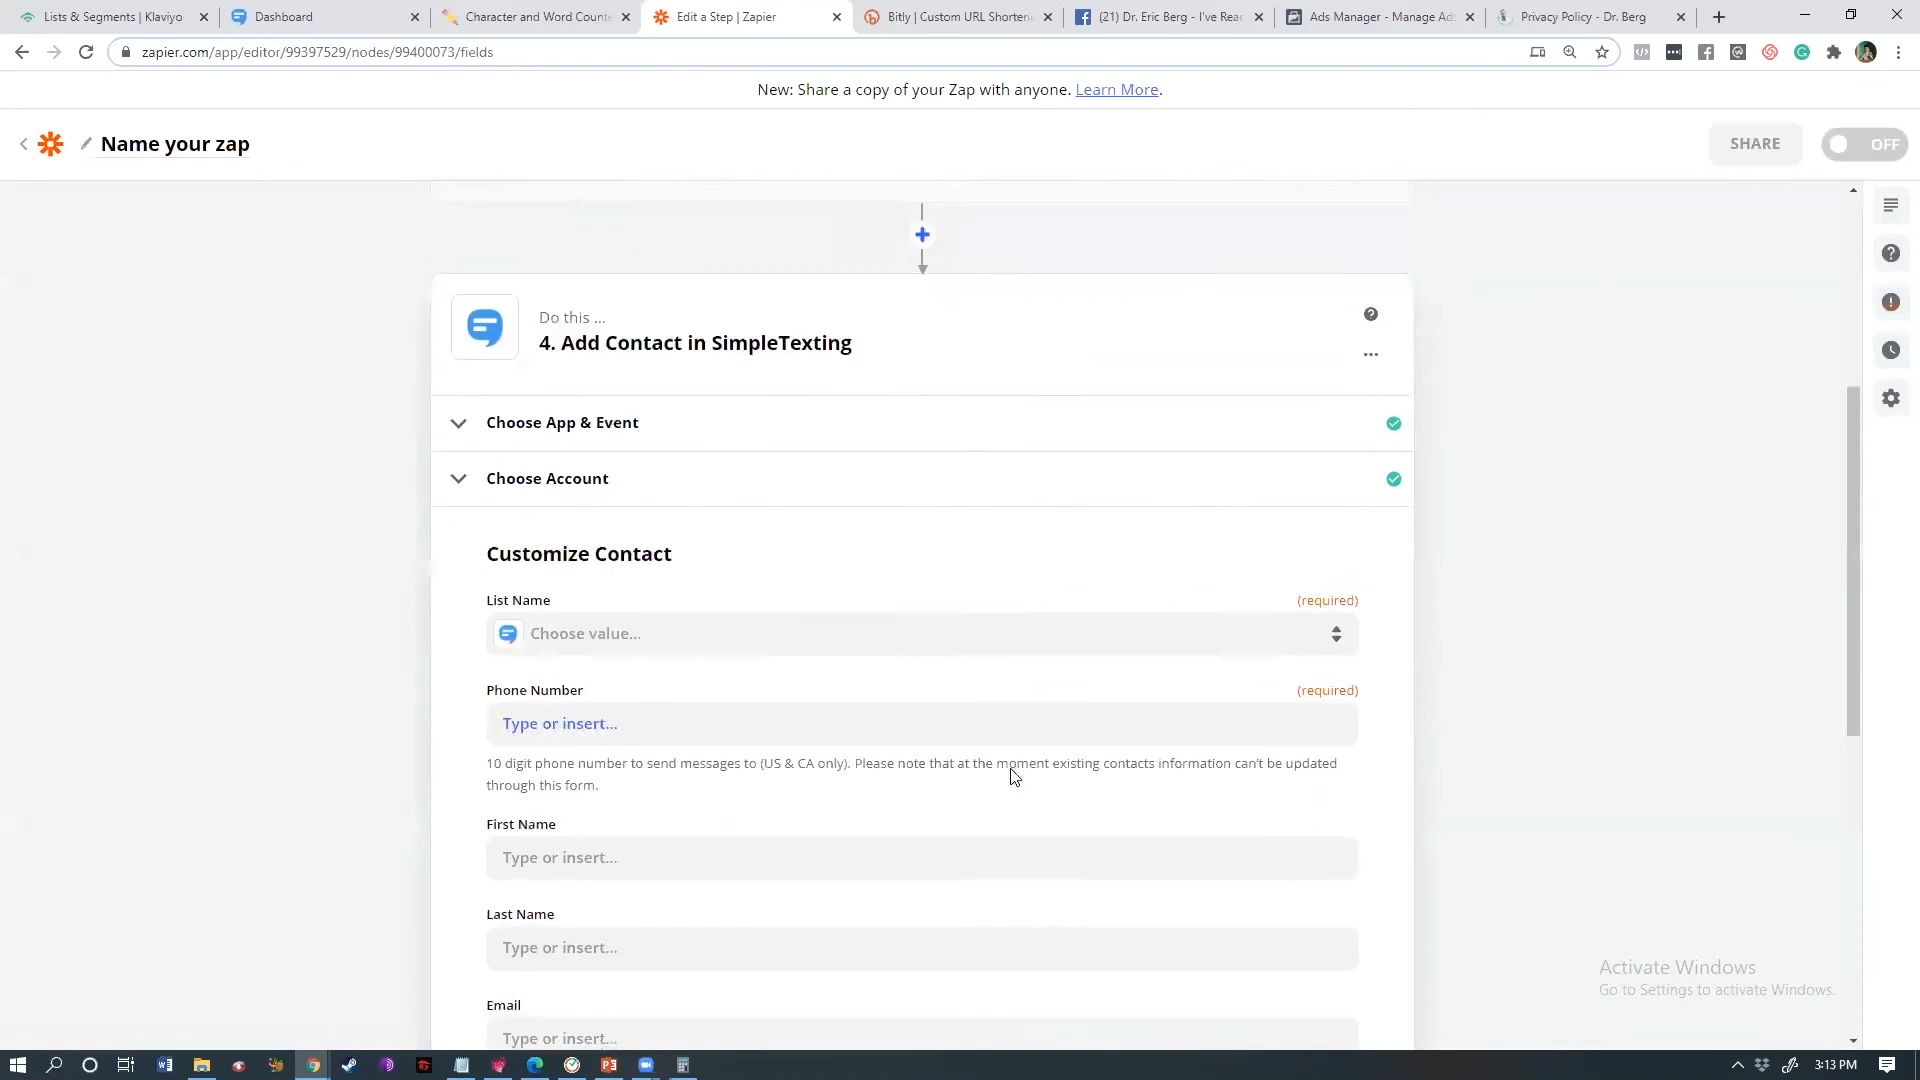 Lists & Segments | Klaviyo
Dashboard
Character and Word Counte
Edit a Step | Zapier
Bitly | Custom URL Shortene
(21) Dr. Eric Berg - I've Reac
Ads Manager - Manage Ad
Privacy Policy - Dr. Berg
zapier.com/app/editor/99397529/nodes/99400073/fields
New: Share a copy of your Zap with anyone. Learn More.
Name your zap
SHARE
OFF
Do this ...
4. Add Contact in SimpleTexting
Choose App & Event
Choose Account
Customize Contact
List Name
(required)
Choose value...
Phone Number
(required)
Type or insert...
10 digit phone number to send messages to (US & CA only). Please note that at the moment existing contacts information can't be updated
through this form.
First Name
Type or insert...
Last Name
Type or insert...
Email
Type or insert...
Activate Windows
Go to Settings to activate Windows.
3:13 PM